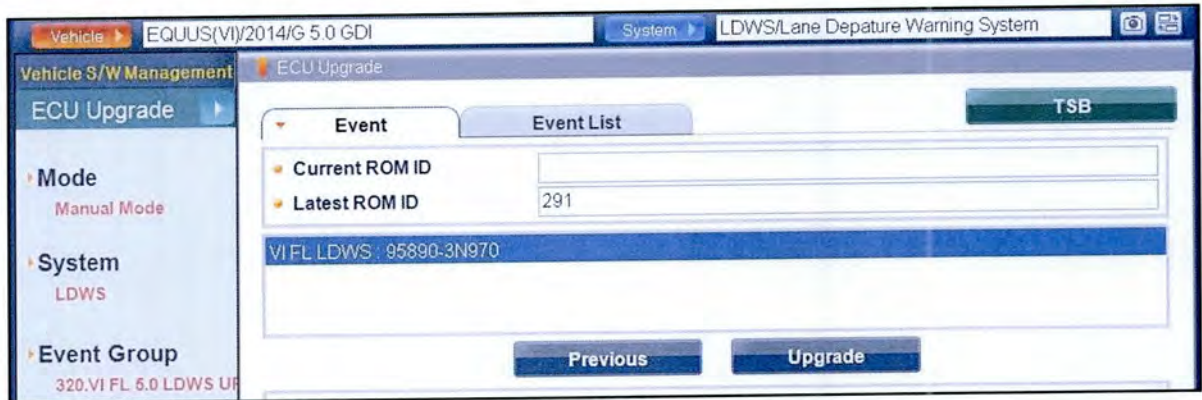 Vehicle EQUUS(VI)/2014/G 5.0 GDI System LDWS/Lane Depature Warning System
Vehicle S/W Management
ECU Upgrade
ECU Upgrade
TSB
Event Event List
Current ROM ID
Latest ROM ID 291
VI FL LDWS : 95890-3N970
Mode
Manual Mode
System
LDWS
Event Group
320.VI FL 5.0 LDWS UP
Previous Upgrade